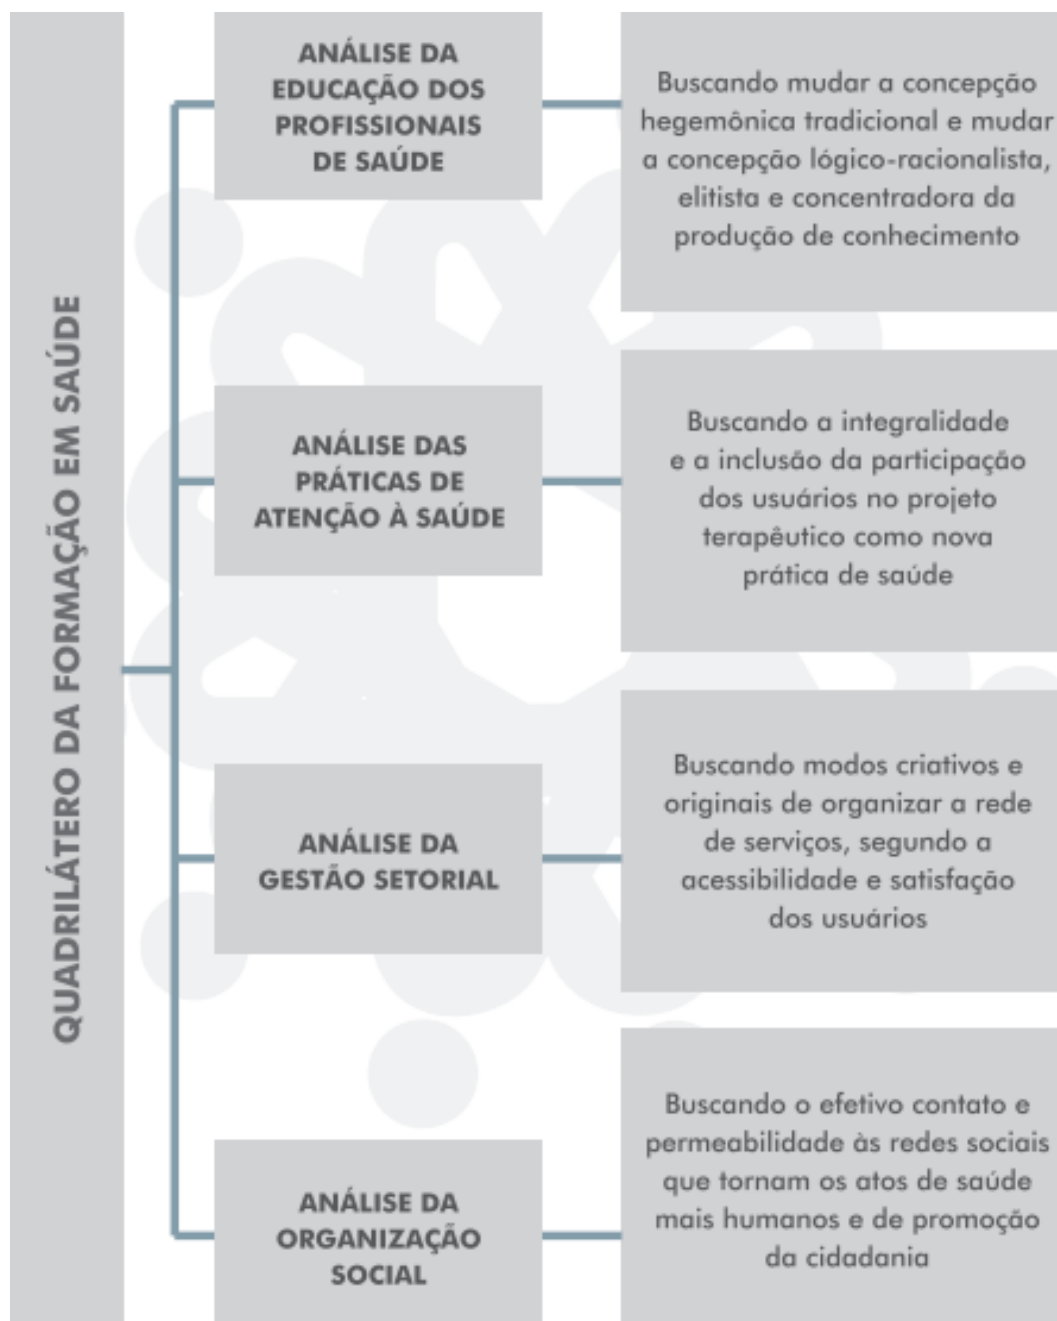 QUADRILÁTERO DA FORMAÇÃO EM SAÚDE
ANÁLISE DA
EDUCAÇÃO DOS
PROFISSIONAIS
DE SAÚDE
Buscando mudar a concepção
hegemônica tradicional e mudar
a concepção lógico-racionalista,
elitista e concentradora da
produção de conhecimento
ANÁLISE DAS
PRÁTICAS DE
ATENÇÃO À SAÚDE
Buscando a integralidade
e a inclusão da participação
dos usuários no projeto
terapêutico como nova
prática de saúde
ANÁLISE DA
GESTÃO SETORIAL
Buscando modos criativos e
originais de organizar a rede
de serviços, segundo a
acessibilidade e satisfação
dos usuários
ANÁLISE DA
ORGANIZAÇÃO
SOCIAL
Buscando o efetivo contato e
permeabilidade às redes sociais
que tornam os atos de saúde
mais humanos e de promoção
da cidadania